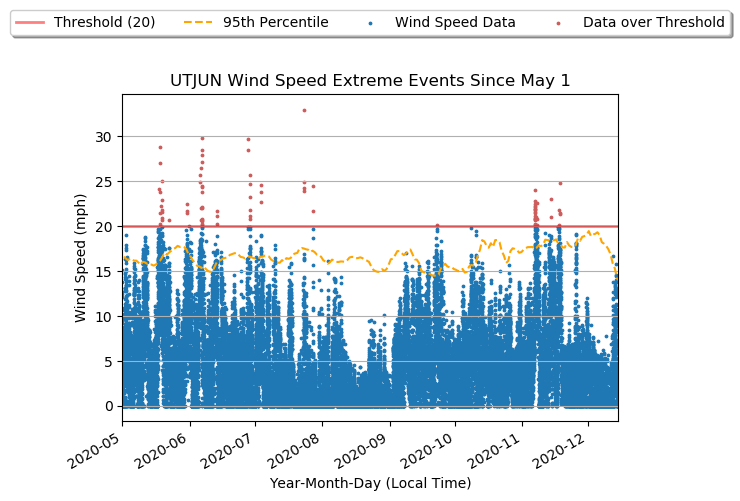 Threshold (20) 95th Percentile Wind Speed Data Data over Threshold
UTJUN Wind Speed Extreme Events Since May 1
30
25
20
15
10
5
0
Wind Speed (mph)
2020-05 2020-06 2020-07 2020-08 2020-09 2020-10 2020-11 2020-12
Year-Month-Day (Local Time)